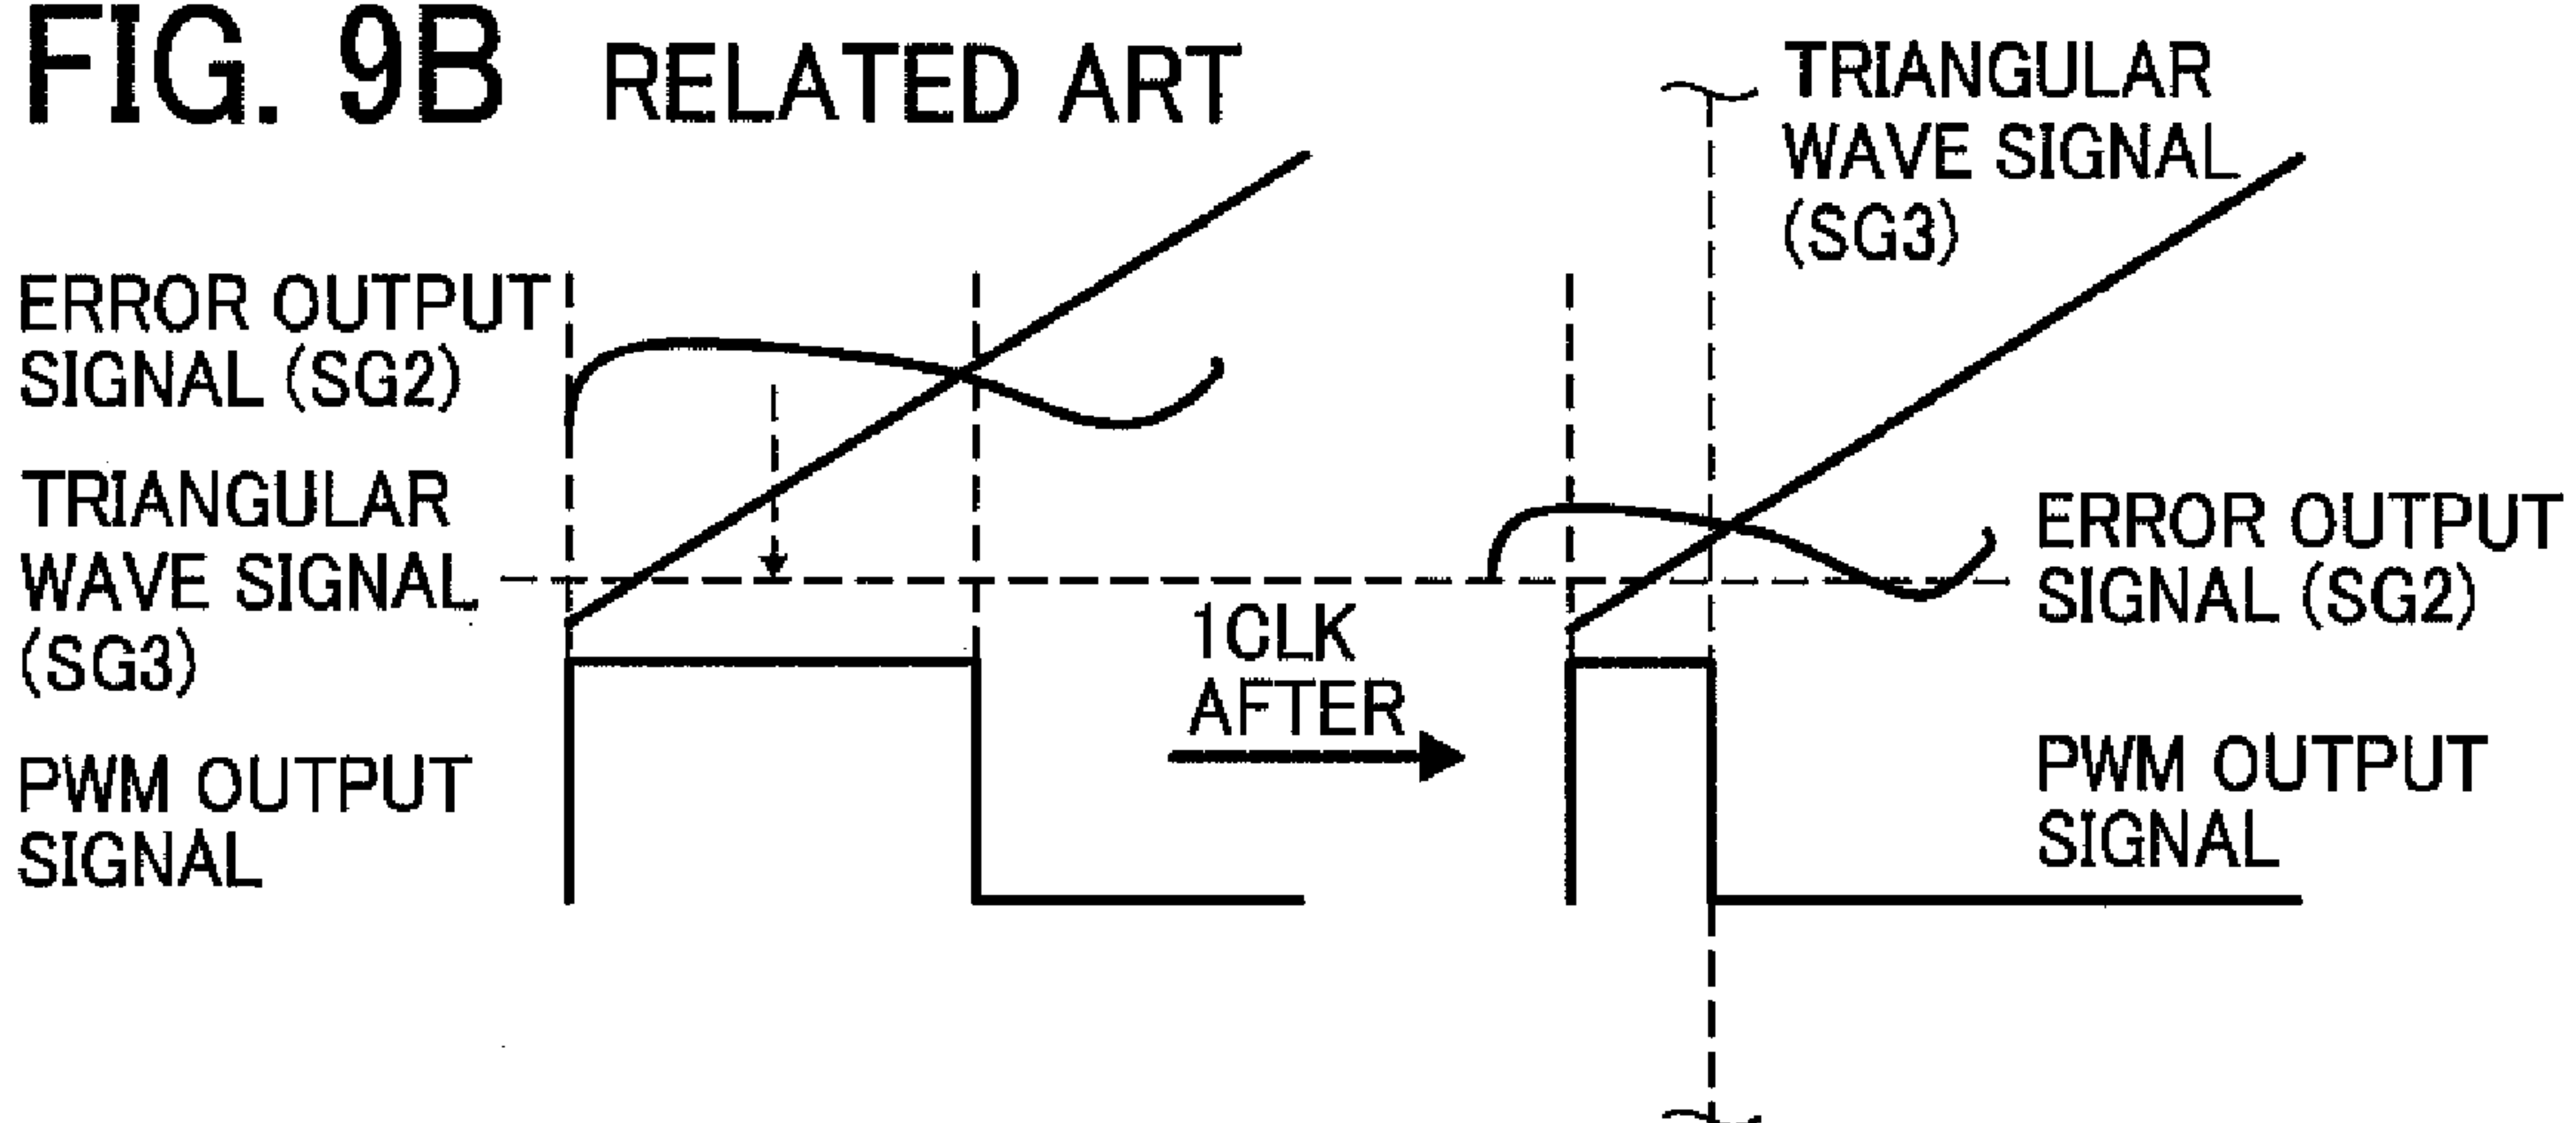 FIG. 9B RELATED ART
TRIANGULAR
WAVE SIGNAL
(SG3)
ERROR OUTPUT
SIGNAL (SG2)
TRIANGULAR
WAVE SIGNAL
(SG3)
PWM OUTPUT
SIGNAL
1CLK
AFTER
ERROR OUTPUT
SIGNAL (SG2)
PWM OUTPUT
SIGNAL